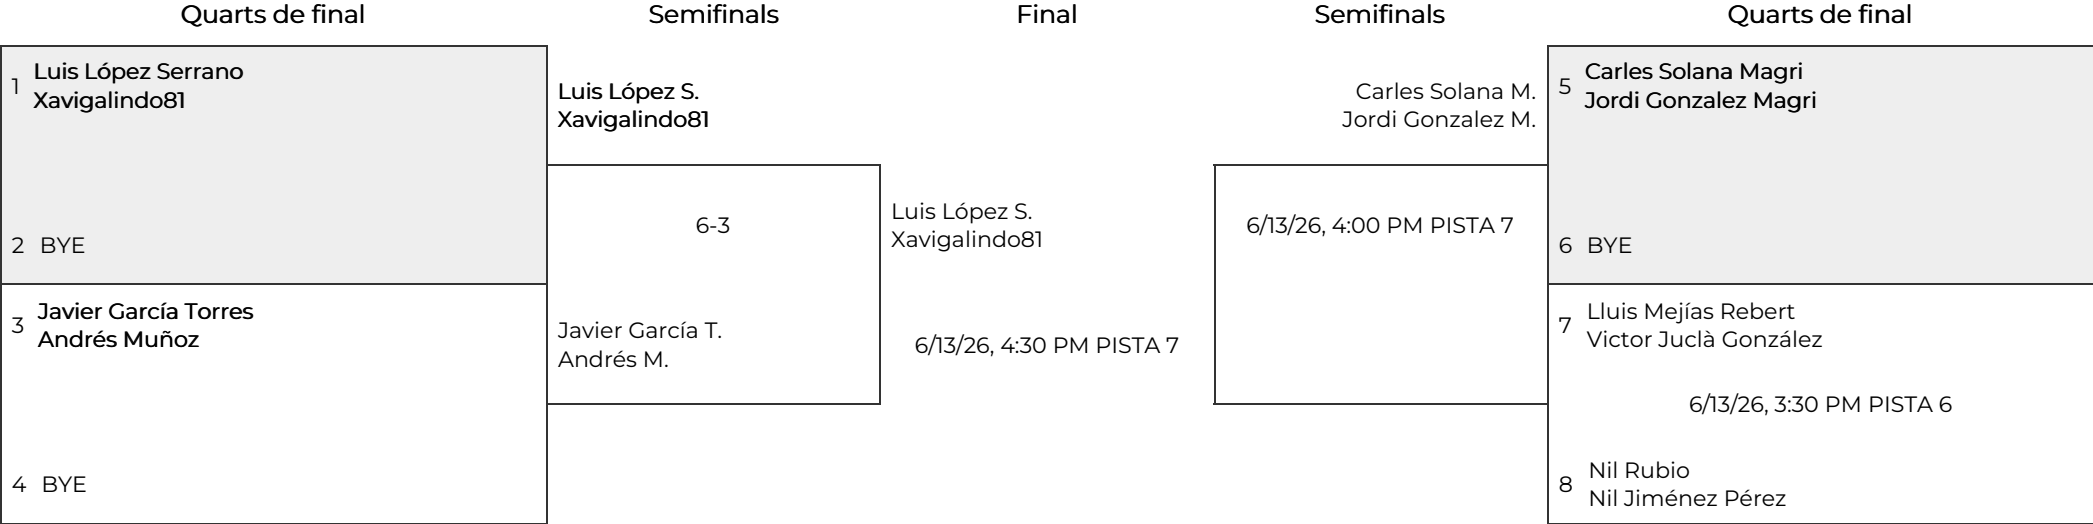 Quarts de final
Semifinals
Final
Semifinals
Quarts de final
1
Luis López Serrano
Xavigalindo81
2 BYE
3
Javier García Torres
Andrés Muñoz
4 BYE
Luis López S.
Xavigalindo81
6-3
Javier García T.
Andrés M.
Luis López S.
Xavigalindo81
6/13/26, 4:30 PM PISTA 7
Carles Solana M.
Jordi Gonzalez M.
6/13/26, 4:00 PM PISTA 7
5
Carles Solana Magri
Jordi Gonzalez Magri
6 BYE
7
Lluis Mejías Rebert
Victor Juclà González
6/13/26, 3:30 PM PISTA 6
8
Nil Rubio
Nil Jiménez Pérez